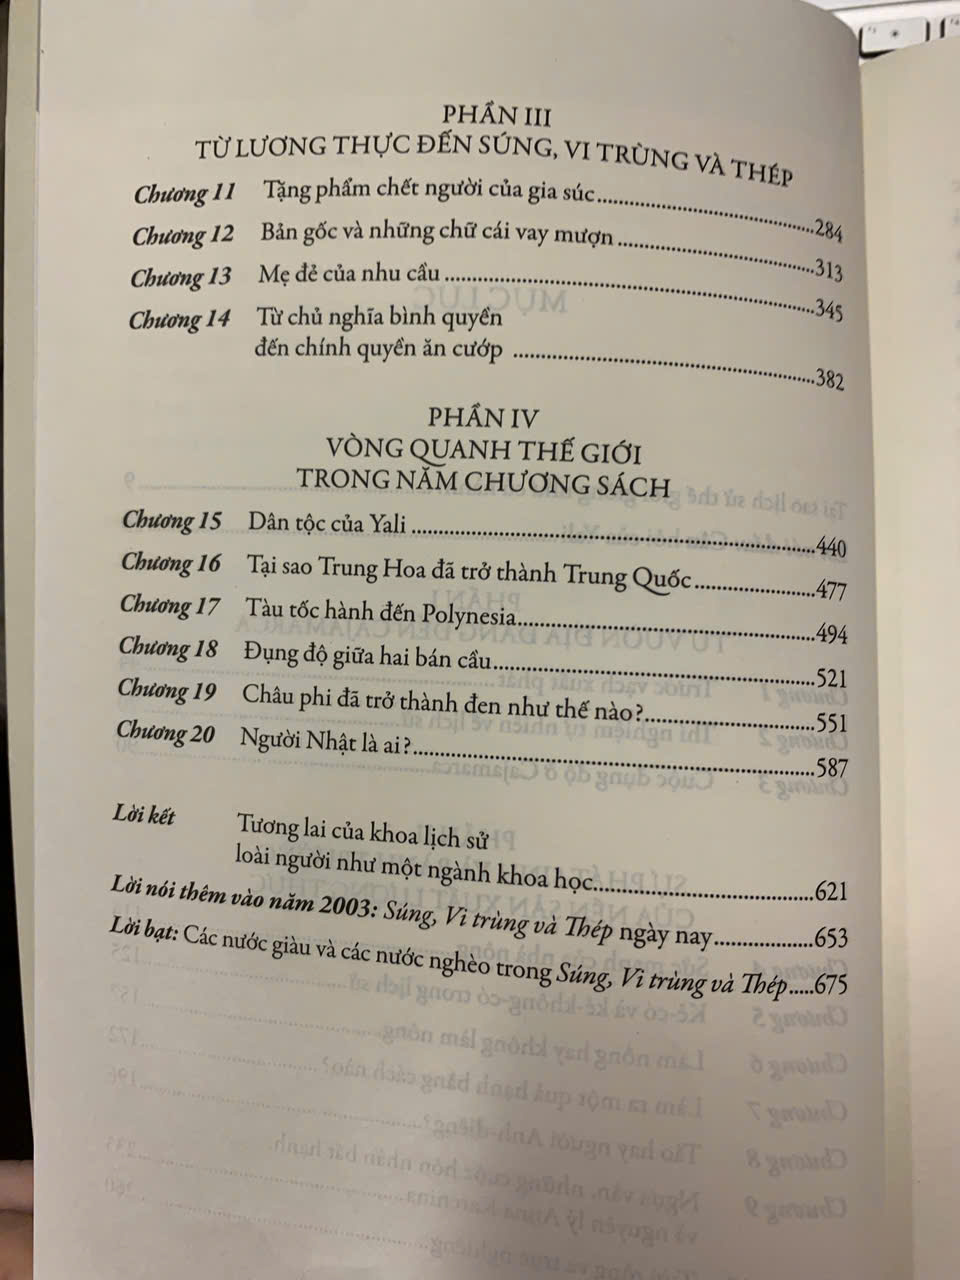 PHẦN III
TỪ LƯƠNG THỰC ĐẾN SÚNG, VI TRÙNG VÀ THÉP
Chương 11 Tặng phẩm chết người của gia súc..........284
Chương 12 Bản gốc và những chữ cái vay mượn..........313
Chương 13 Mẹ đẻ của nhu cầu..........345
Chương 14 Từ chủ nghĩa bình quyền
đến chính quyền ăn cướp..........382
PHẦN IV
VÒNG QUANH THẾ GIỚI
TRONG NĂM CHƯƠNG SÁCH
Chương 15 Dân tộc của Yali..........440
Chương 16 Tại sao Trung Hoa đã trở thành Trung Quốc..........477
Chương 17 Tàu tốc hành đến Polynesia..........494
Chương 18 Đụng độ giữa hai bán cầu..........521
Chương 19 Châu phi đã trở thành đen như thế nào?..........551
Chương 20 Người Nhật là ai?..........587
Lời kết Tương lai của khoa lịch sử
loài người như một ngành khoa học..........621
Lời nói thêm vào năm 2003: Súng, Vi trùng và Thép ngày nay..........653
Lời bạt: Các nước giàu và các nước nghèo trong Súng, Vi trùng và Thép.....675